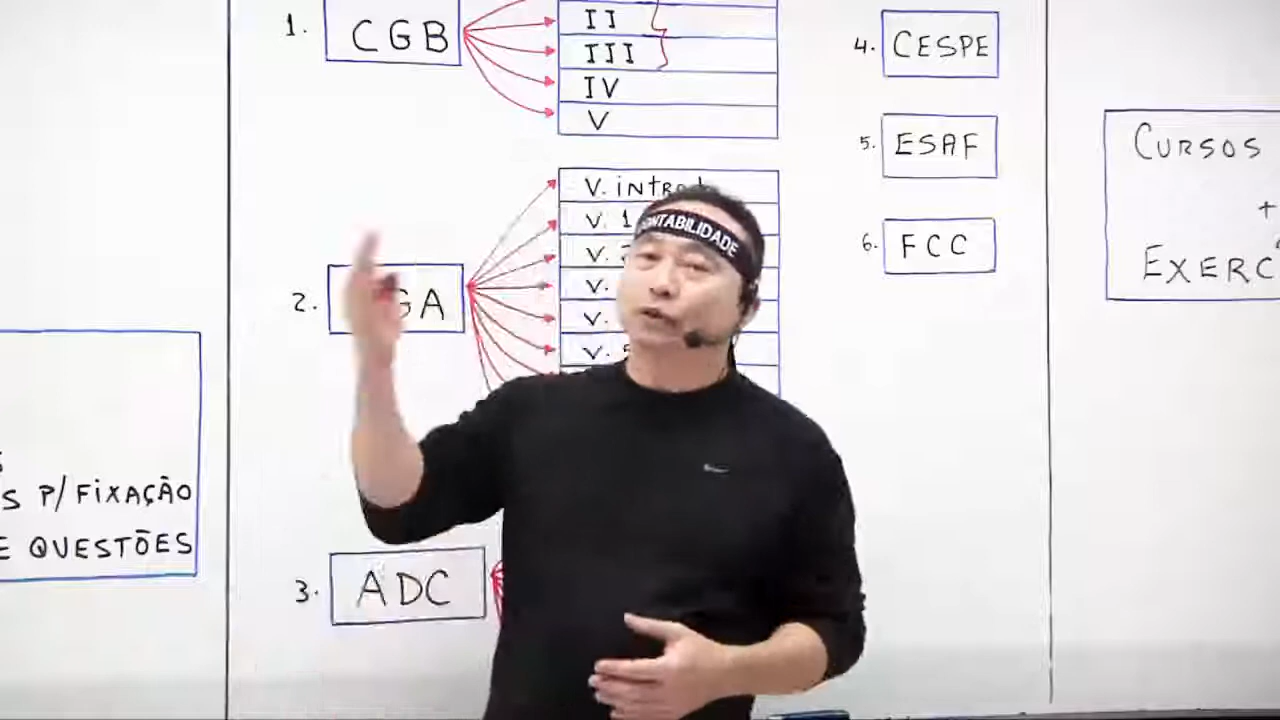 1. CGB
II
III
IV
V
2. GA
V. introd
V. 1
V.
V.
V.
V.
3. ADC
4. CESPE
5. ESAF
6. FCC
CURSOS
+
EXERC
S P/ FIXAÇÃO
E QUESTÕES
CONTABILIDADE